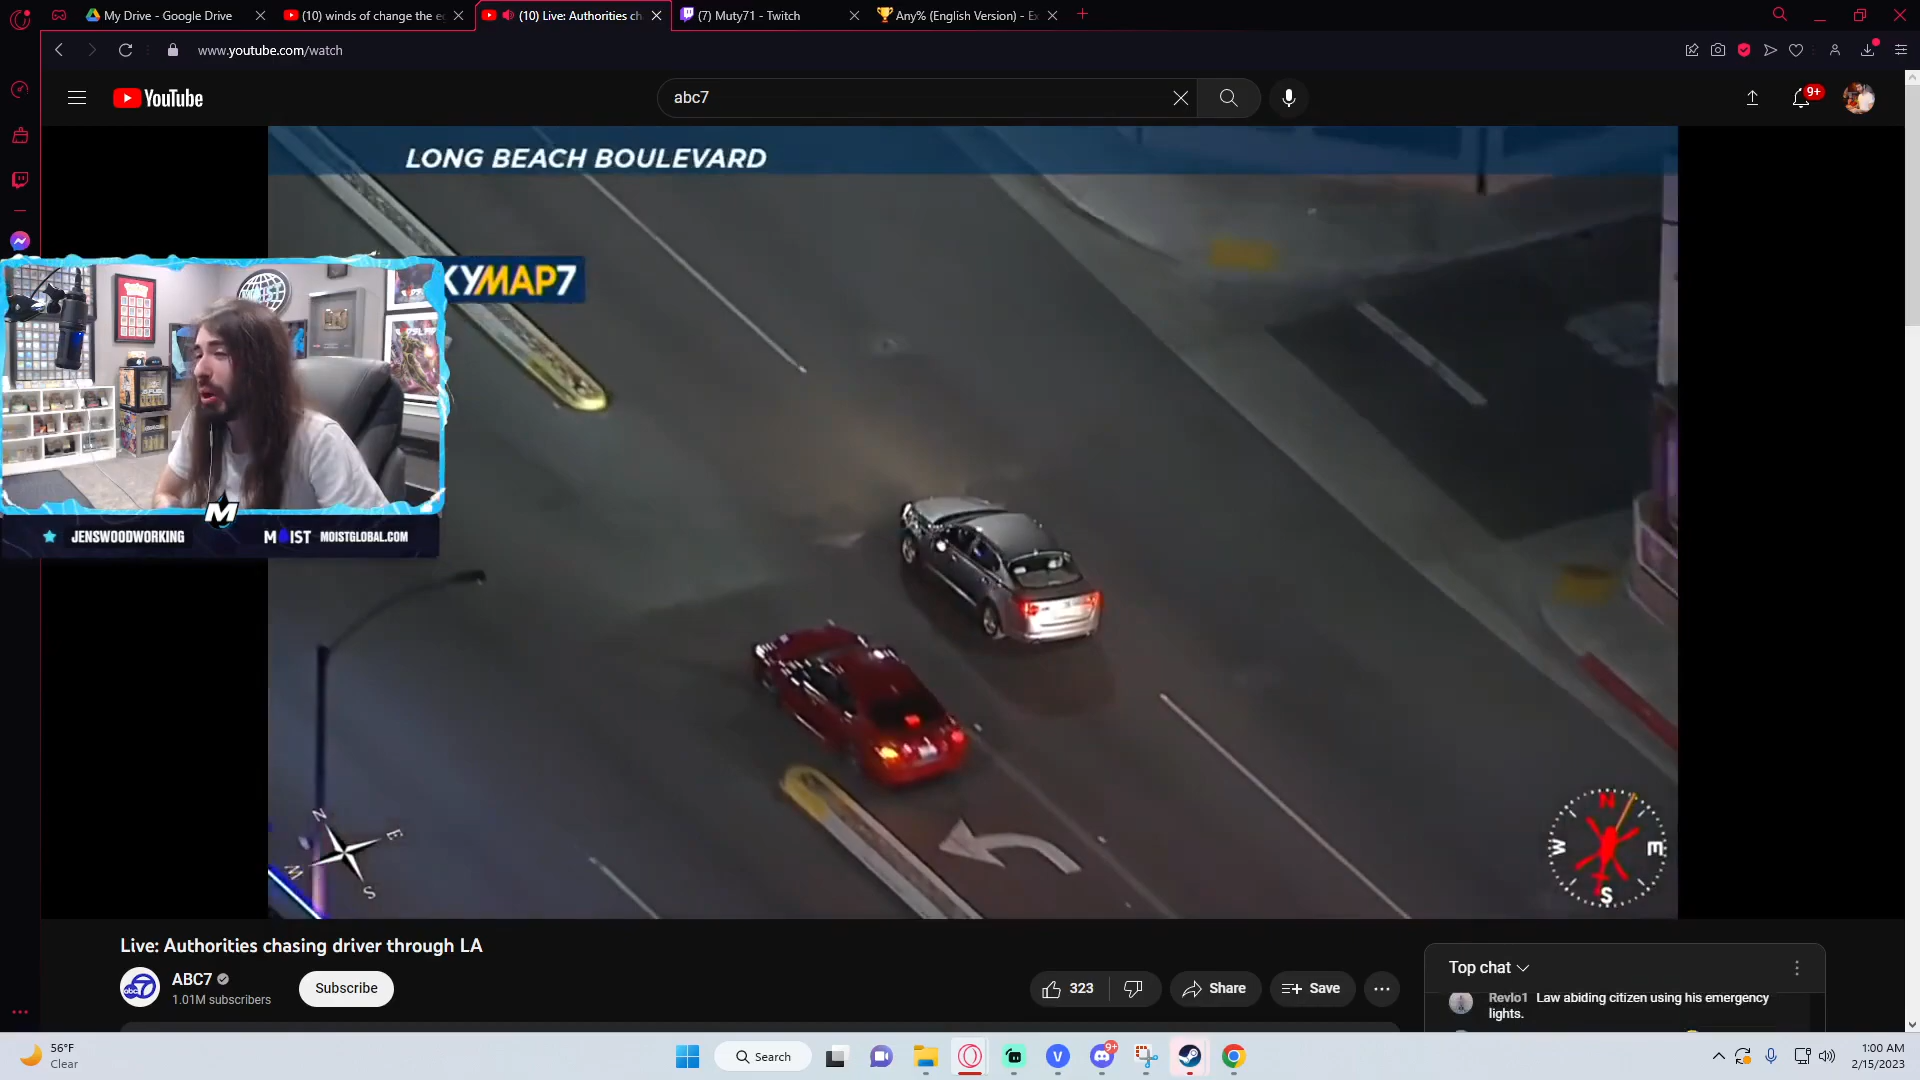 My Drive - Google Drive
(10) winds of change the e
(10) Live: Authorities ch
(7) Muty71 - Twitch
Any% (English Version) - Ex
www.youtube.com/watch
YouTube
abc7
9+
LONG BEACH BOULEVARD
KYMAP7
JENSWOODWORKING
M
MOIST
MOISTGLOBAL.COM
N
E
W
S
N
W
E
S
Live: Authorities chasing driver through LA
abc7
ABC7
1.01M subscribers
Subscribe
323
Share
Save
Top chat
Revlo1 Law abiding citizen using his emergency
lights.
56°F
Clear
Search
V
9+
1:00 AM
2/15/2023